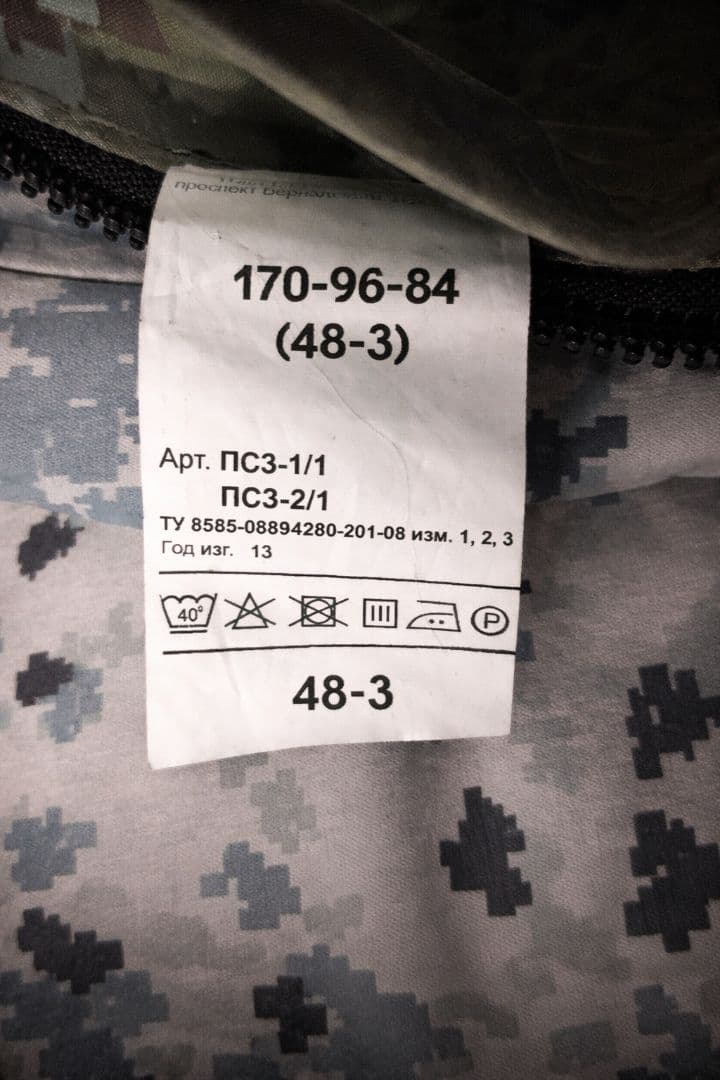 проспект
170-96-84
(48-3)
Арт. ПСЗ-1/1
ПСЗ-2/1
ТУ 8585-08894280-201-08 изм. 1, 2, 3
Год изг. 13
40° P
48-3